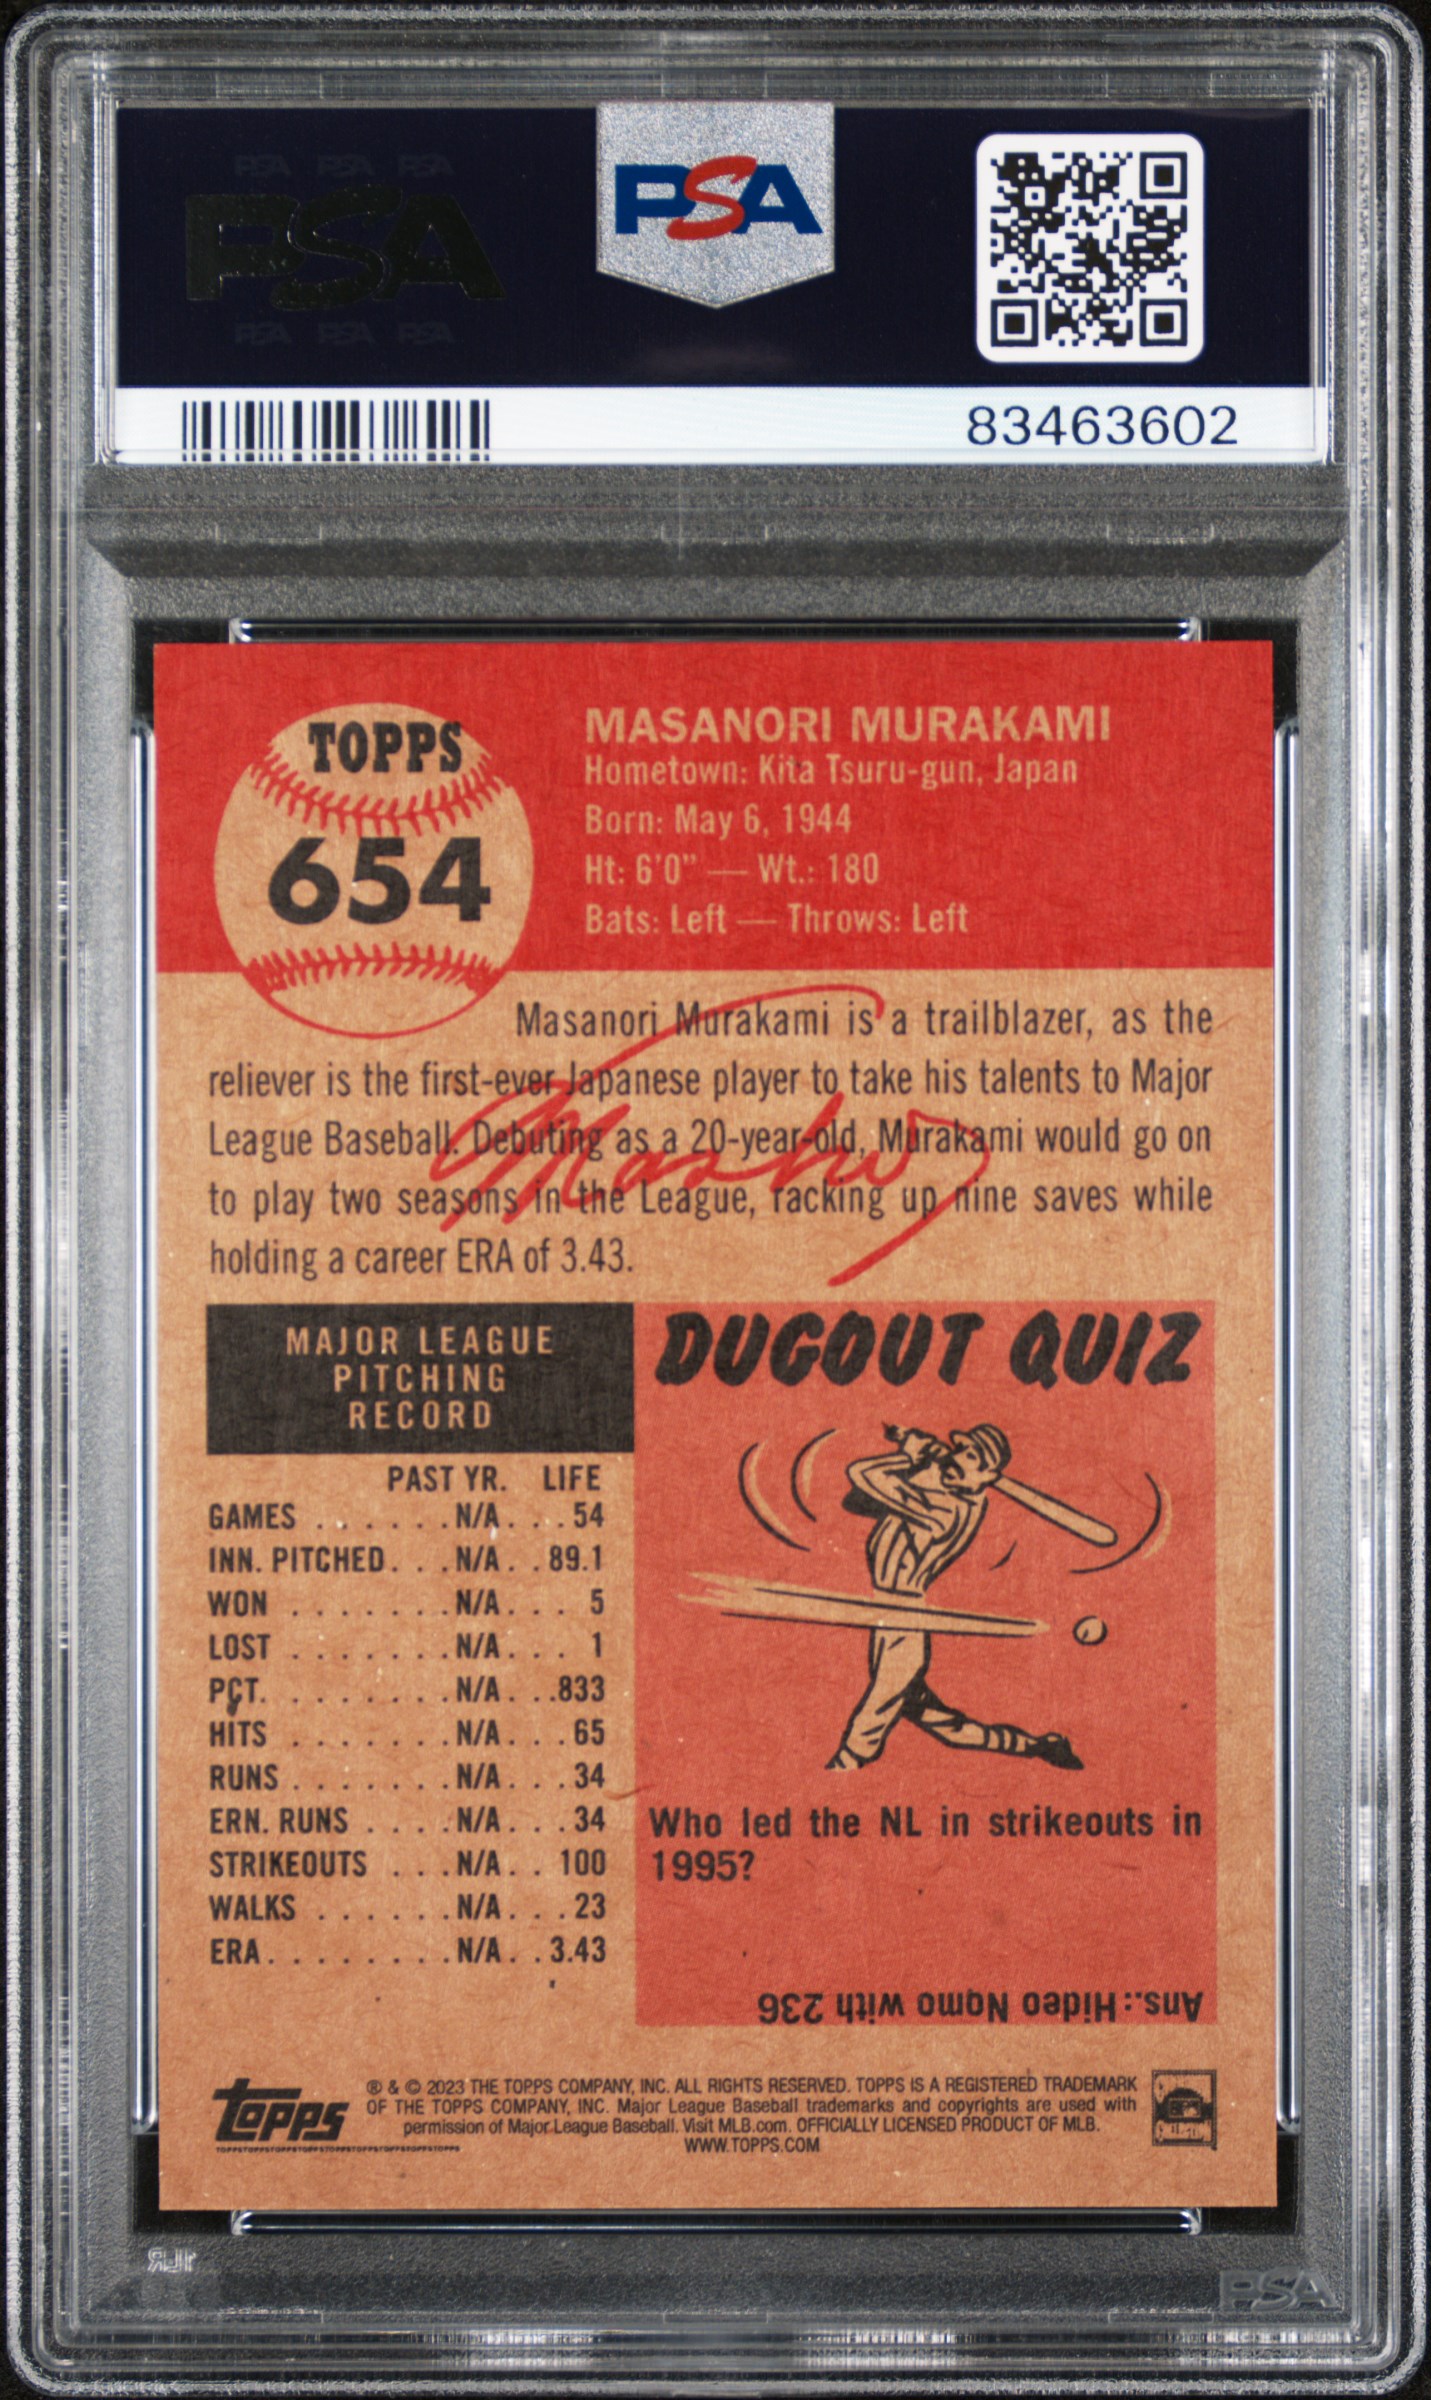 PSA PSA PSA
PSA
PSA PSA PSA
PSA
83463602
TOPPS
654
MASANORI MURAKAMI
Hometown: Kita Tsuru-gun, Japan
Born: May 6, 1944
Ht: 6'0" — Wt.: 180
Bats: Left — Throws: Left
Masanori Murakami is a trailblazer, as the
reliever is the first-ever Japanese player to take his talents to Major
League Baseball. Debuting as a 20-year-old, Murakami would go on
to play two seasons in the League, racking up nine saves while
holding a career ERA of 3.43.
MAJOR LEAGUE
PITCHING
RECORD
PAST YR. LIFE
GAMES . . . . . . N/A . . . 54
INN. PITCHED . . . N/A . . 89.1
WON . . . . . . . N/A . . . 5
LOST . . . . . . . N/A . . . 1
PCT. . . . . . . . N/A . . .833
HITS . . . . . . . N/A . . . 65
RUNS . . . . . . . N/A . . . 34
ERN. RUNS . . . . N/A . . . 34
STRIKEOUTS . . . N/A . . 100
WALKS . . . . . . N/A . . . 23
ERA . . . . . . . . N/A . . 3.43
DUGOUT QUIZ
Who led the NL in strikeouts in
1995?
Ans.: Hideo Nomo with 236
topps
® & © 2023 THE TOPPS COMPANY, INC. ALL RIGHTS RESERVED. TOPPS IS A REGISTERED TRADEMARK
OF THE TOPPS COMPANY, INC. Major League Baseball trademarks and copyrights are used with
permission of Major League Baseball. Visit MLB.com. OFFICIALLY LICENSED PRODUCT OF MLB.
WWW.TOPPS.COM
PSA